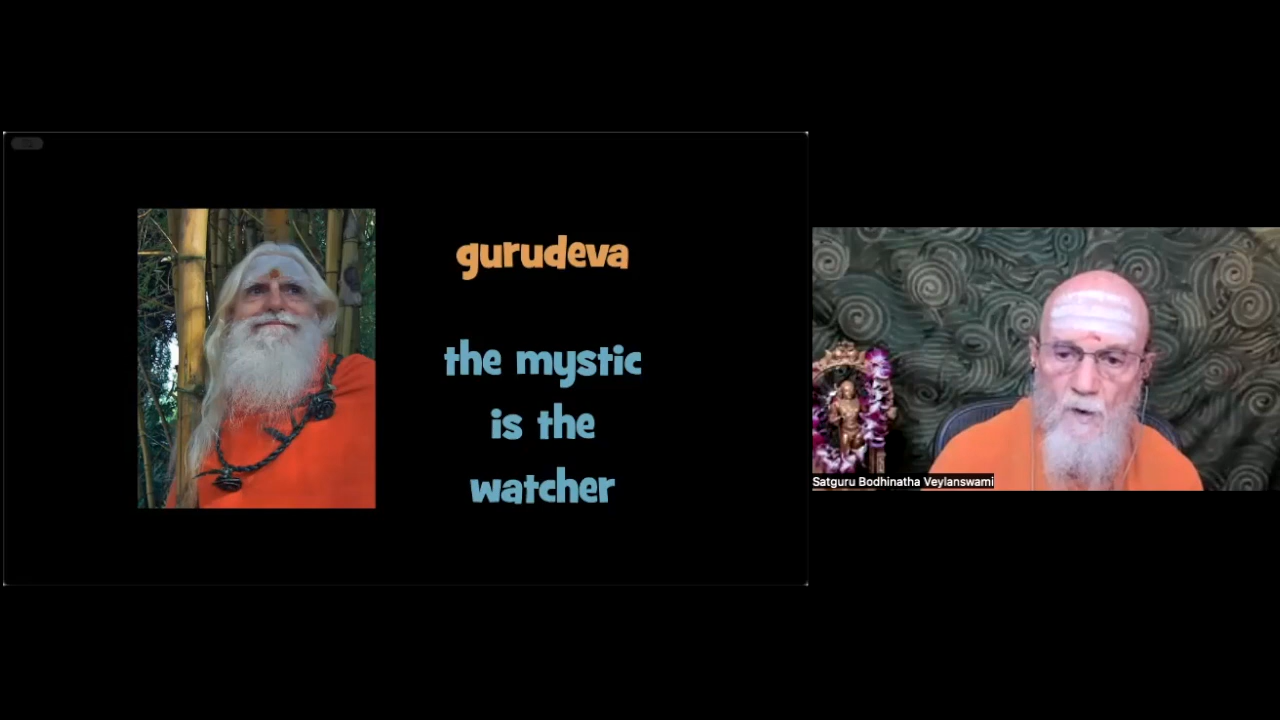 gurudeva
the mystic
is the
watcher
Satguru Bodhinatha Veylanswami